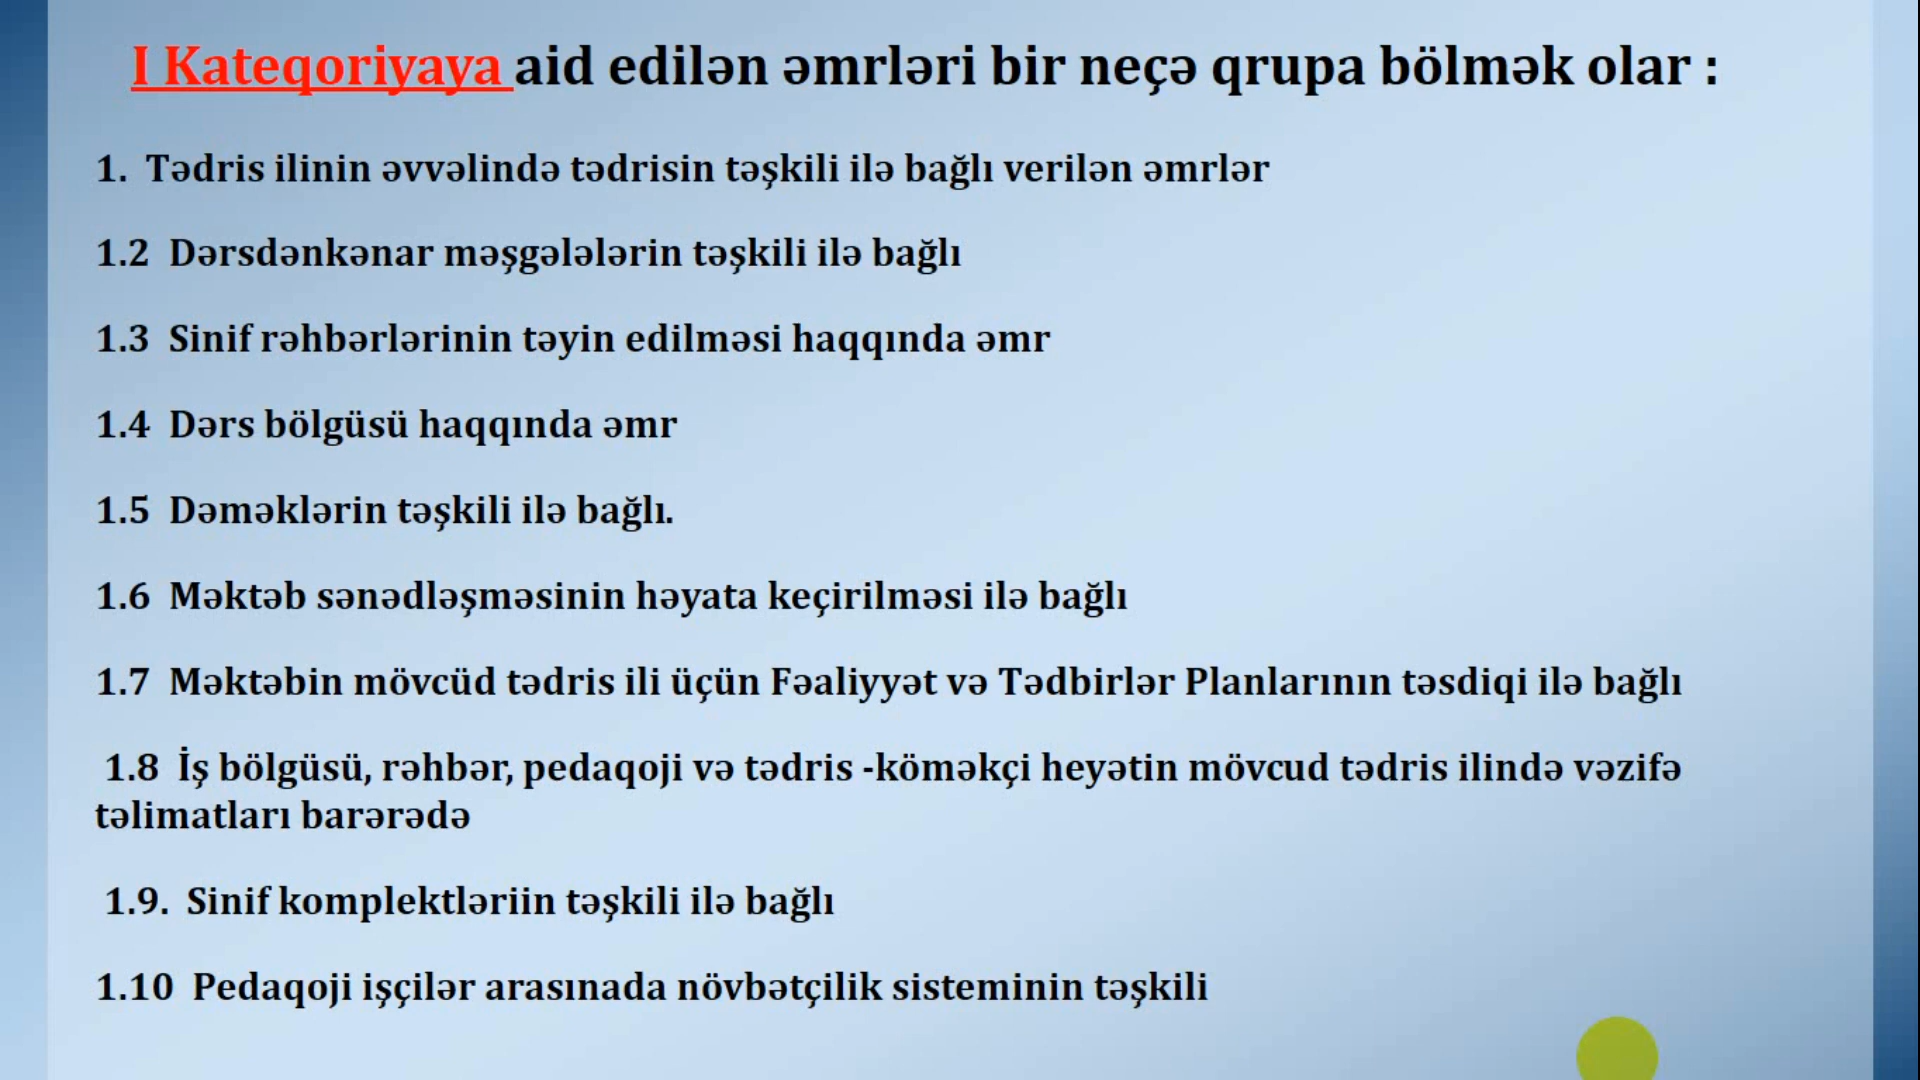 I Kateqoriyaya aid edilən əmrləri bir neçə qrupa bölmək olar :
1. Tədris ilinin əvvəlində tədrisin təşkili ilə bağlı verilən əmrlər
1.2 Dərsdənkənar məşgələlərin təşkili ilə bağlı
1.3 Sinif rəhbərlərinin təyin edilməsi haqqında əmr
1.4 Dərs bölgüsü haqqında əmr
1.5 Dəməklərin təşkili ilə bağlı.
1.6 Məktəb sənədləşməsinin həyata keçirilməsi ilə bağlı
1.7 Məktəbin mövcüd tədris ili üçün Fəaliyyət və Tədbirlər Planlarının təsdiqi ilə bağlı
1.8 İş bölgüsü, rəhbər, pedaqoji və tədris -köməkçi heyətin mövcud tədris ilində vəzifə
təlimatları barərədə
1.9. Sinif komplektləriin təşkili ilə bağlı
1.10 Pedaqoji işçilər arasınada növbətçilik sisteminin təşkili